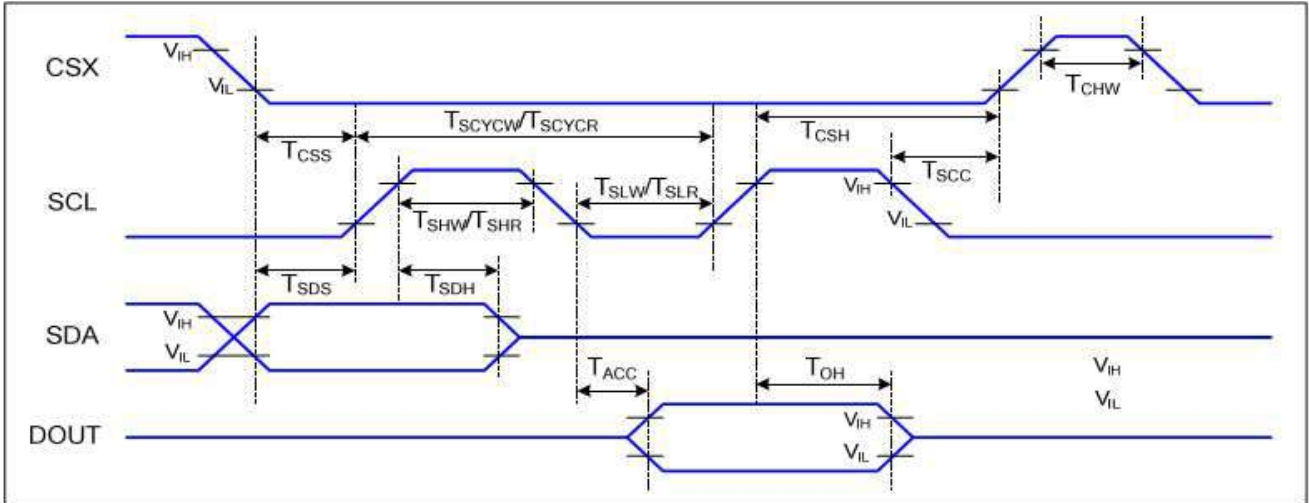 CSX
VIH
VIL
TCSS
TSCYCW/TSCYCR
TCSH
TCHW
TSCC
SCL
TSHW/TSHR
TSLW/TSLR
VIH
VIL
TSDS
TSDH
SDA
VIH
VIL
TACC
TOH
VIH
VIL
DOUT
VIH
VIL